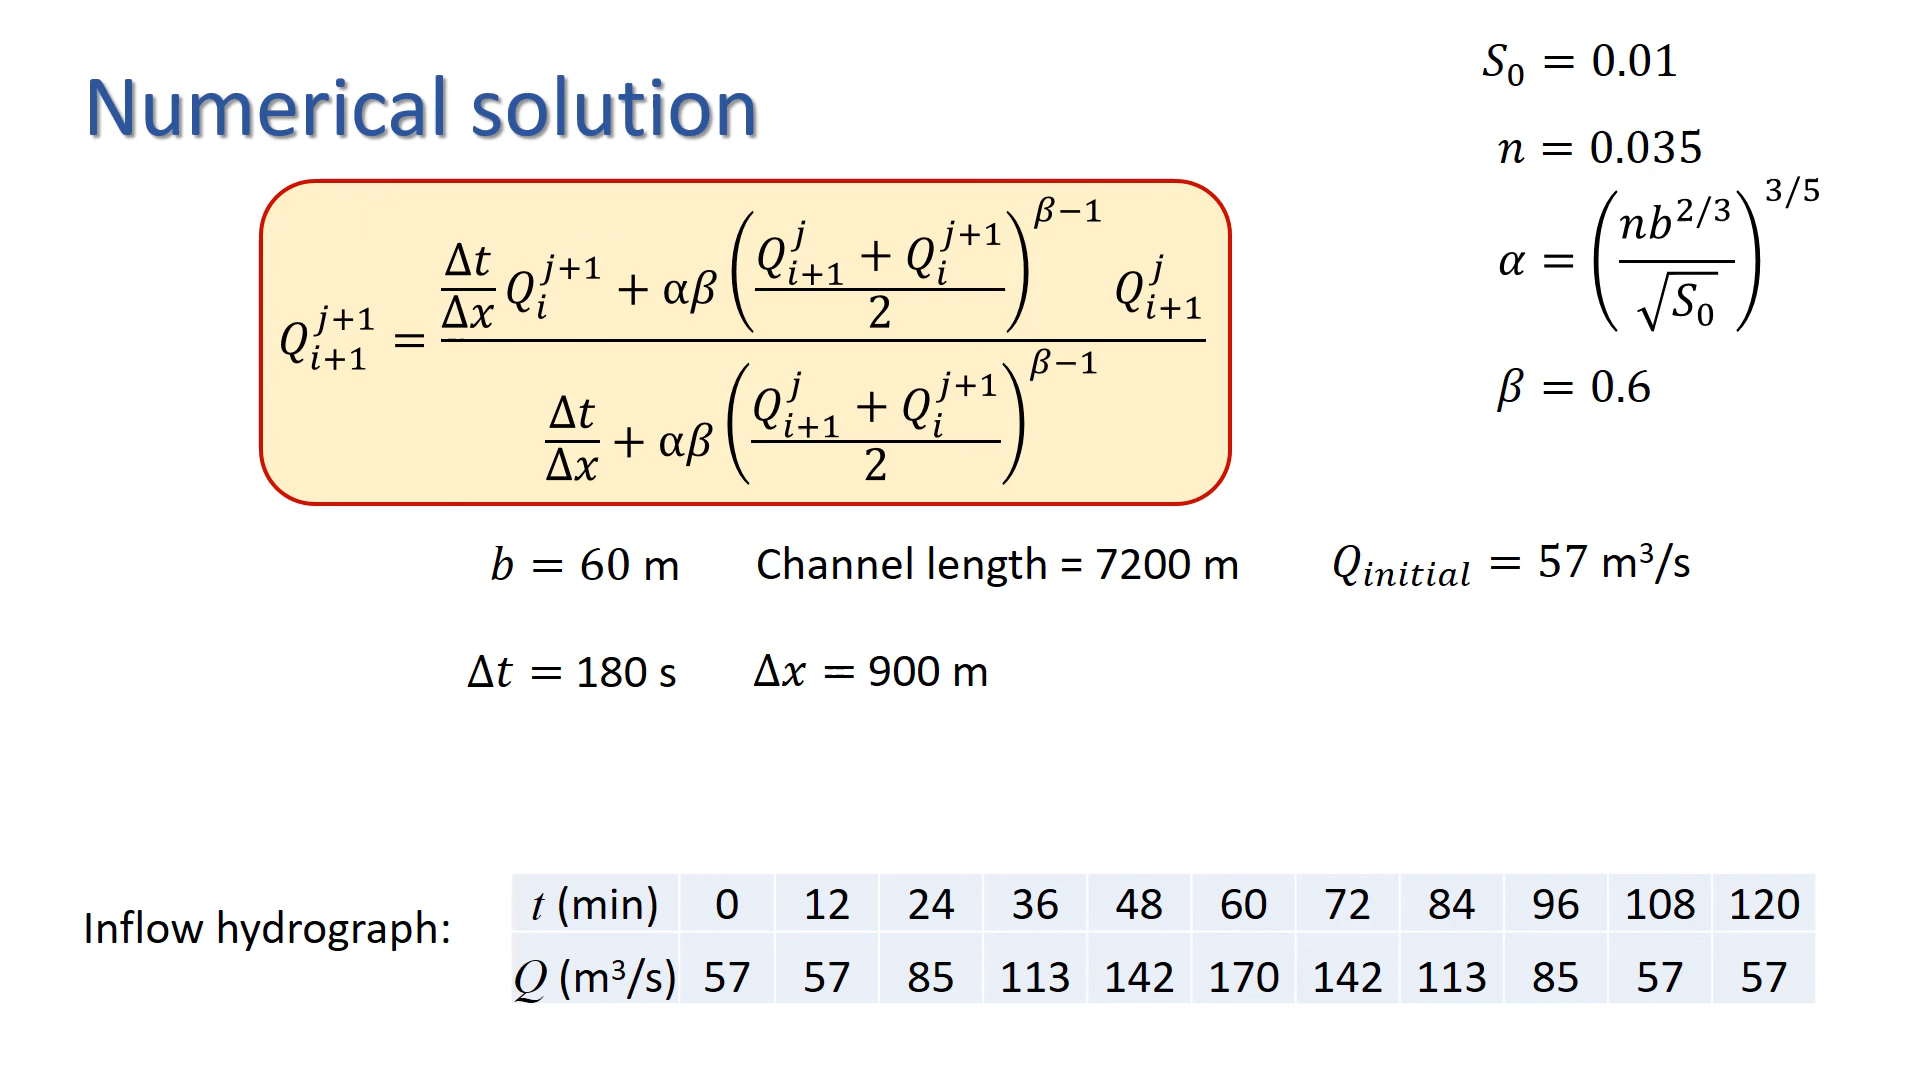 Numerical solution
S₀ = 0.01
n = 0.035
α = (nb^{2/3} / √S₀)^{3/5}
β = 0.6
Q_{i+1}^{j+1} = (Δt/Δx Q_i^{j+1} + αβ ((Q_{i+1}^j + Q_i^{j+1}) / 2)^{β−1} Q_{i+1}^j) / (Δt/Δx + αβ ((Q_{i+1}^j + Q_i^{j+1}) / 2)^{β−1})
b = 60 m Channel length = 7200 m Q_{initial} = 57 m³/s
Δt = 180 s Δx = 900 m
Inflow hydrograph:
t (min) 0 12 24 36 48 60 72 84 96 108 120
Q (m³/s) 57 57 85 113 142 170 142 113 85 57 57